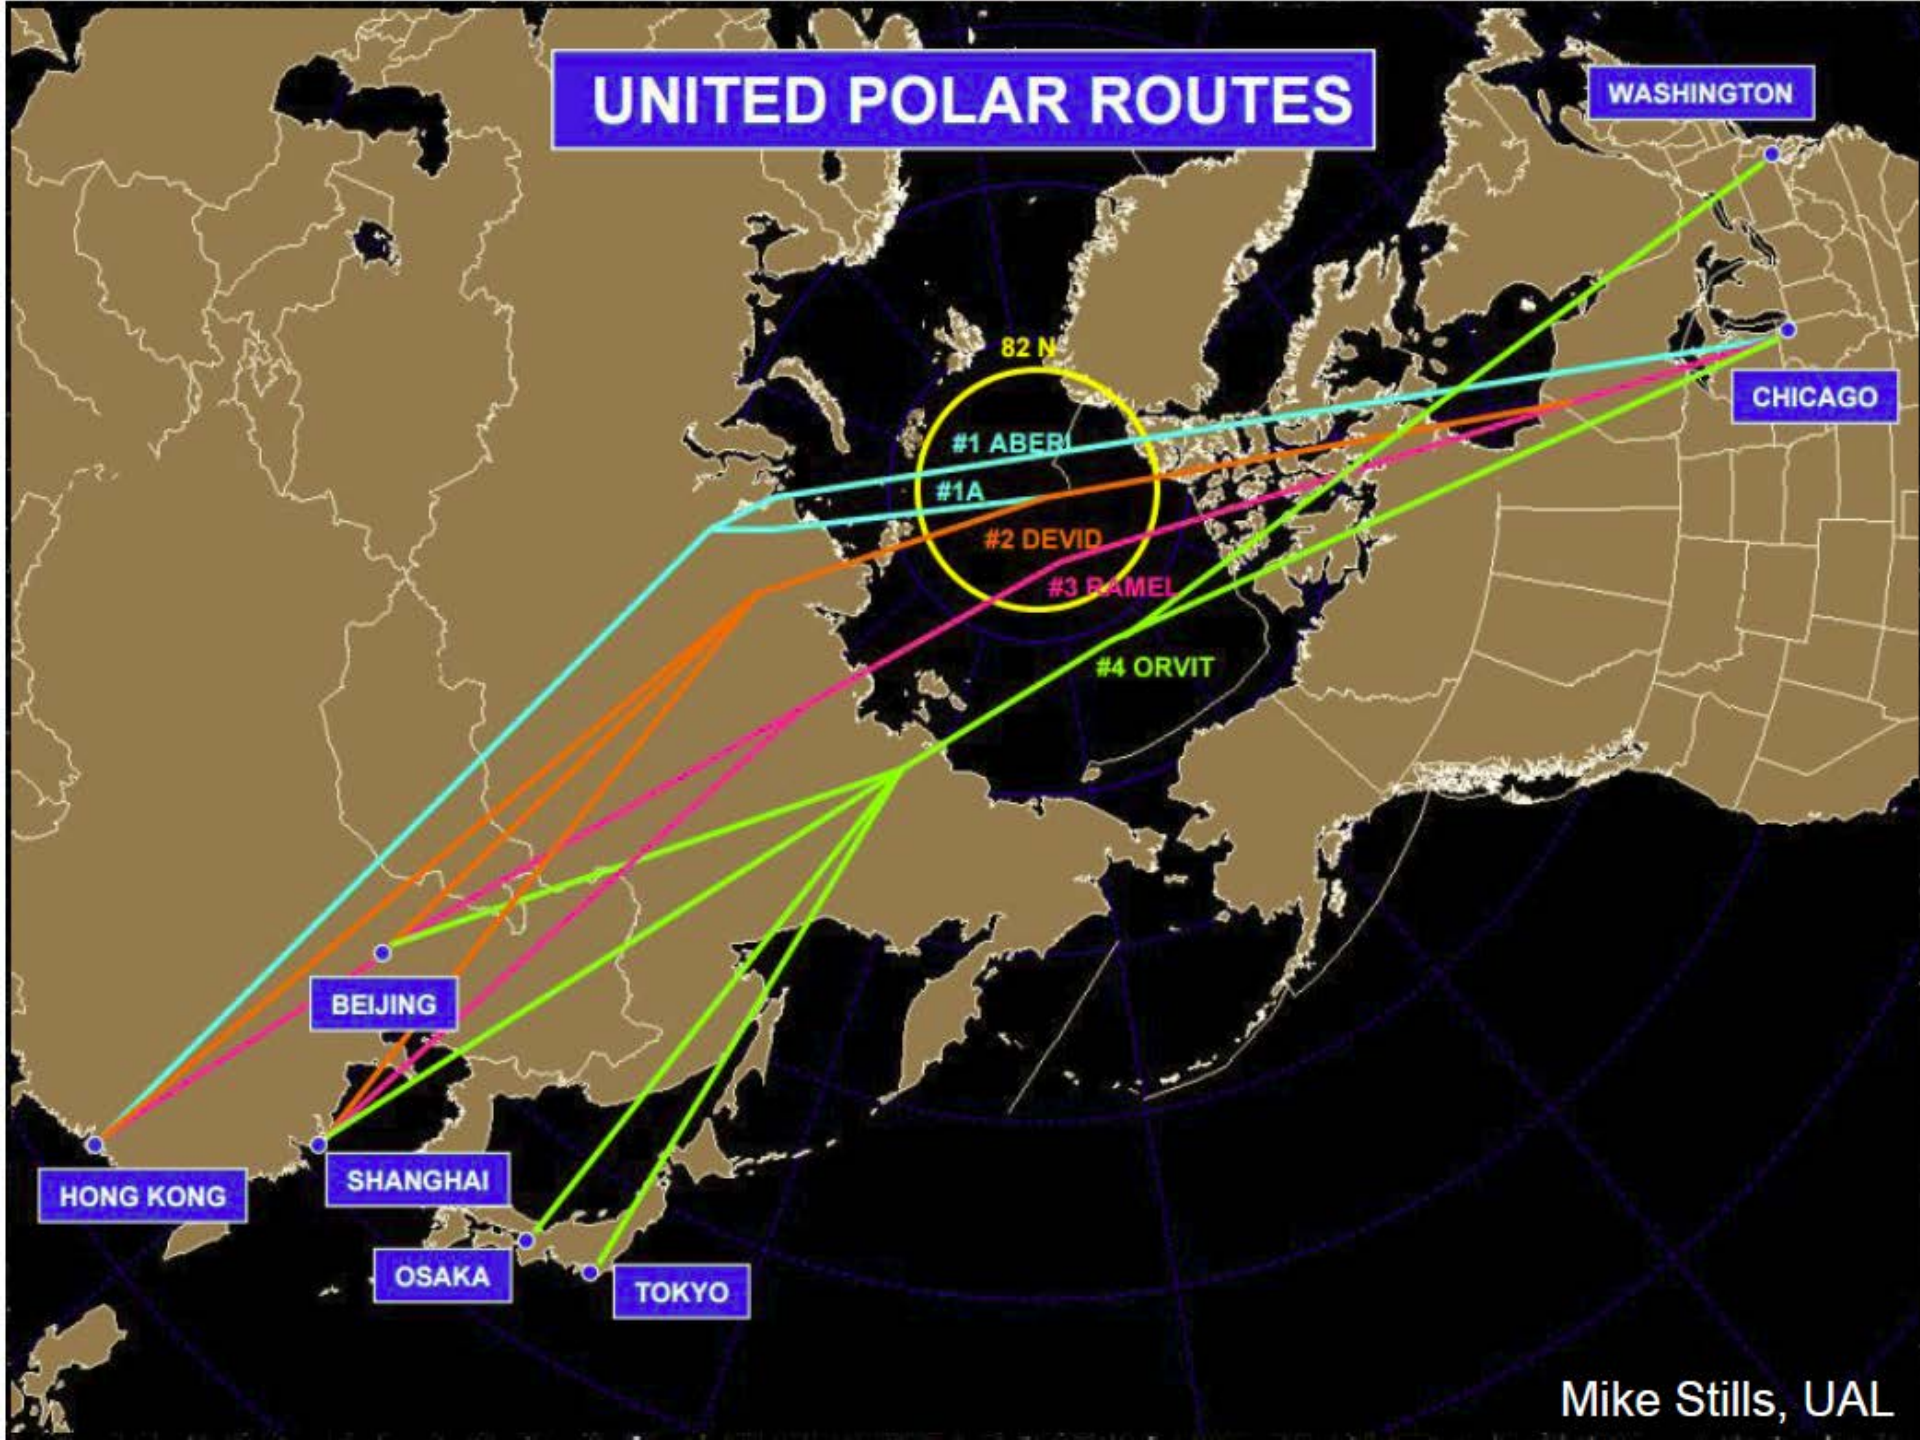 UNITED POLAR ROUTES
WASHINGTON
82 N
CHICAGO
#1 ABERI
#1A
#2 DEVID
#3 RAMEL
#4 ORVIT
BEIJING
SHANGHAI
HONG KONG
OSAKA
TOKYO
Mike Stills, UAL